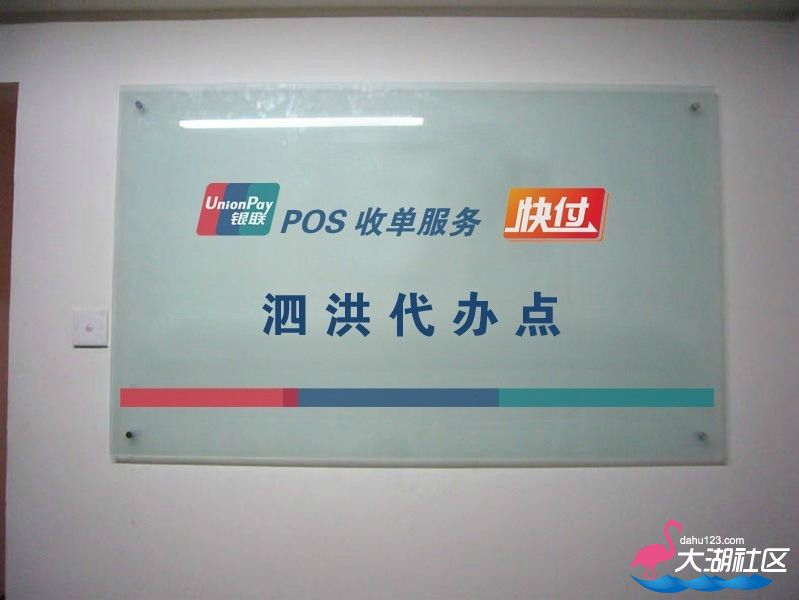 UnionPay
银联
POS 收单服务
快付
泗洪代办点
dahu123.com
大湖社区